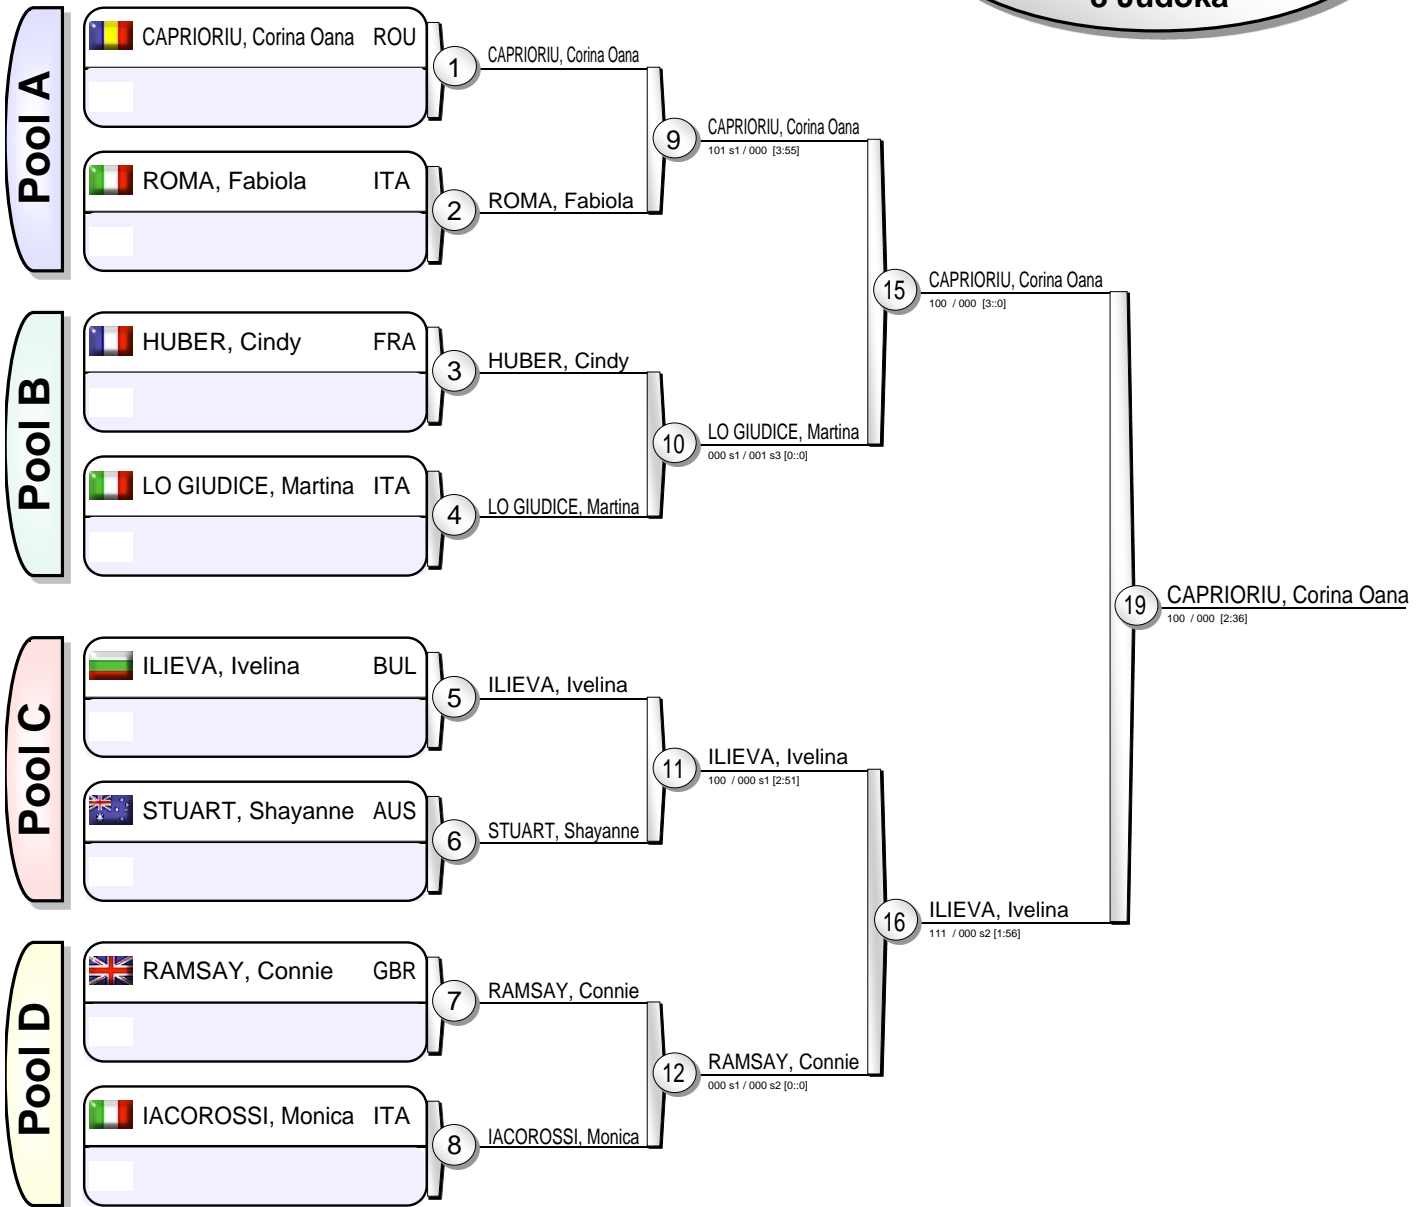 8 Judoka
Pool A
CAPRIORIU, Corina Oana ROU
1
CAPRIORIU, Corina Oana
ROMA, Fabiola ITA
2
ROMA, Fabiola
9
CAPRIORIU, Corina Oana
101 s1 / 000 [3:55]
Pool B
HUBER, Cindy FRA
3
HUBER, Cindy
LO GIUDICE, Martina ITA
4
LO GIUDICE, Martina
10
LO GIUDICE, Martina
000 s1 / 001 s3 [0::0]
15
CAPRIORIU, Corina Oana
100 / 000 [3::0]
Pool C
ILIEVA, Ivelina BUL
5
ILIEVA, Ivelina
STUART, Shayanne AUS
6
STUART, Shayanne
11
ILIEVA, Ivelina
100 / 000 s1 [2:51]
Pool D
RAMSAY, Connie GBR
7
RAMSAY, Connie
IACOROSSI, Monica ITA
8
IACOROSSI, Monica
12
RAMSAY, Connie
000 s1 / 000 s2 [0::0]
16
ILIEVA, Ivelina
111 / 000 s2 [1:56]
19
CAPRIORIU, Corina Oana
100 / 000 [2:36]